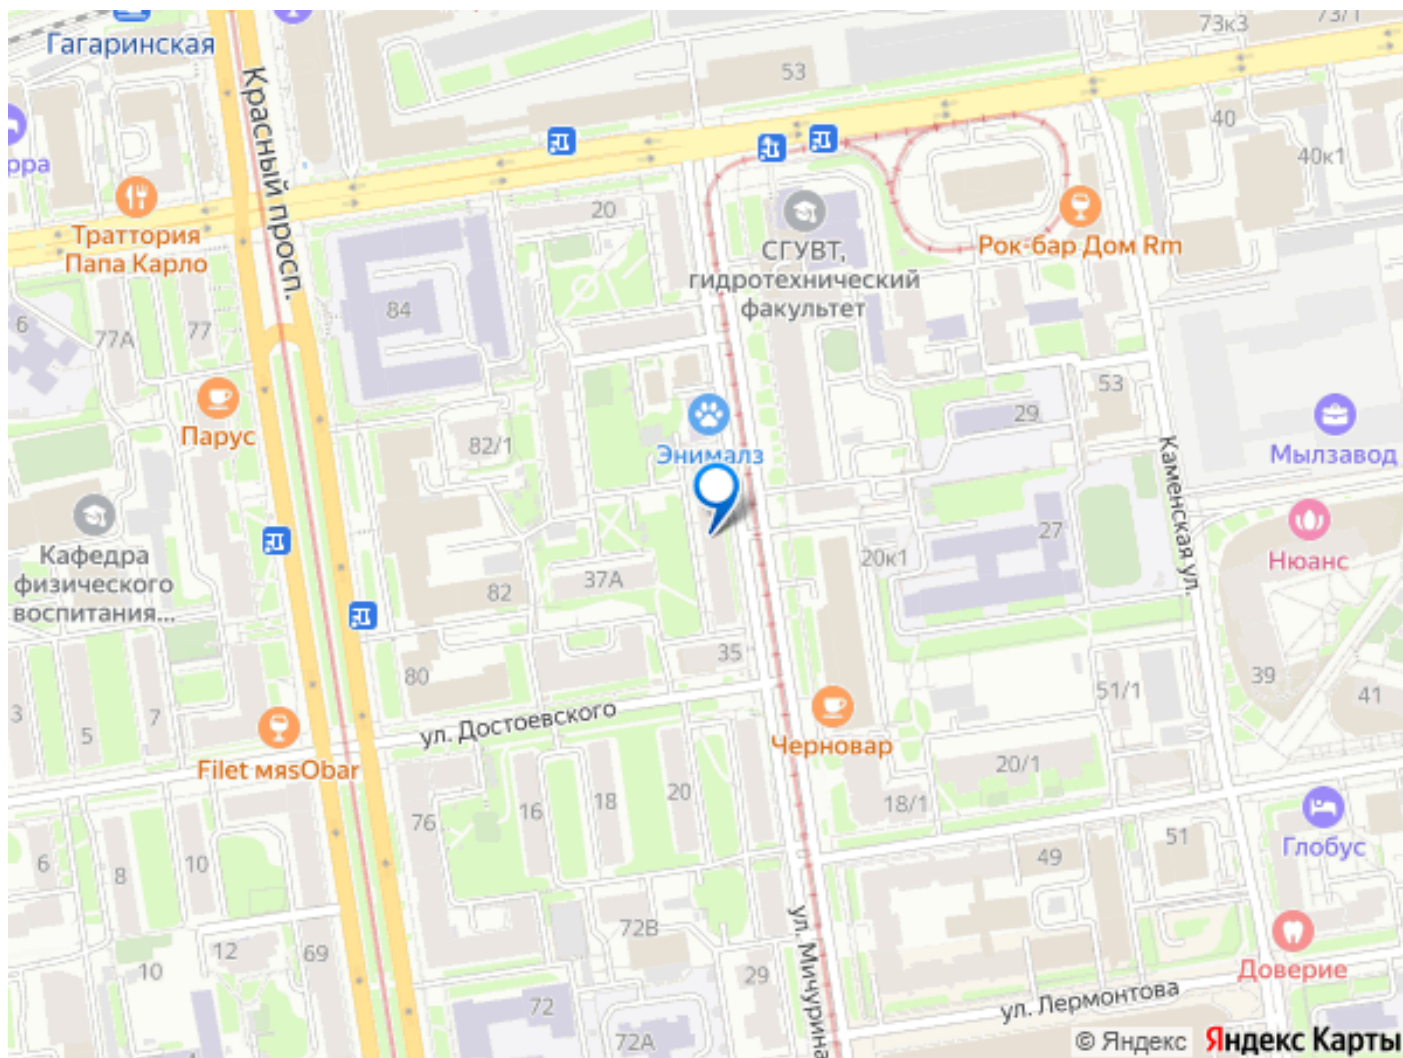 73/1
73к3
Гагаринская
53
Красный просп.
40
40к1
рра
20
Траттория
Папа Карло
СГУВТ,
гидротехнический
факультет
Рок-бар Дом Rm
6
77А
77
84
53
29
Парус
82/1
Энималз
Каменская ул.
Мылзавод
Кафедра
физического
воспитания...
27
20к1
Нюанс
37А
82
35
80
39
51/1
41
3
5
7
ул. Достоевского
Filet мясObar
Черновар
20/1
76
16
18
20
18/1
Глобус
6
8
10
49
51
72В
ул. Мичурина
12
69
10
29
Доверие
72
72А
ул. Лермонтова
© Яндекс Яндекс Карты